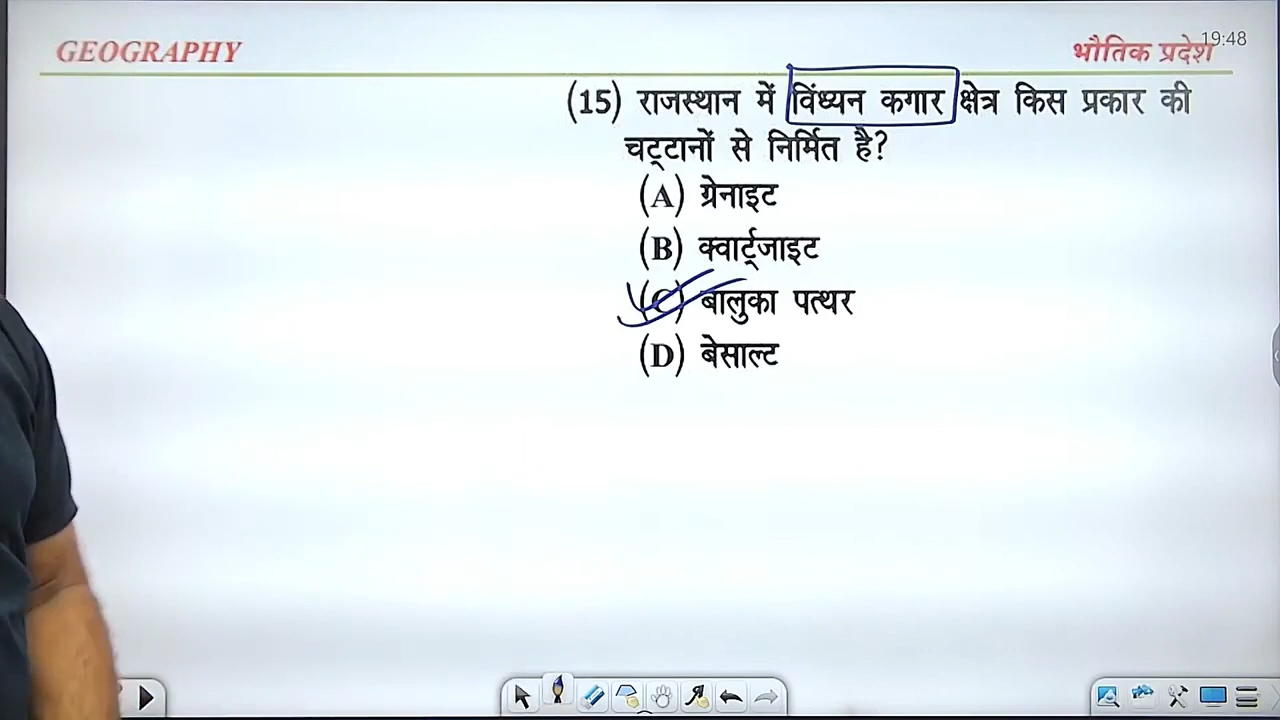 GEOGRAPHY
भौतिक प्रदेश
19:48
(15) राजस्थान में विंध्यन कगार क्षेत्र किस प्रकार की
चट्टानों से निर्मित है?
(A) ग्रेनाइट
(B) क्वार्ट्जाइट
(C) बालुका पत्थर
(D) बेसाल्ट